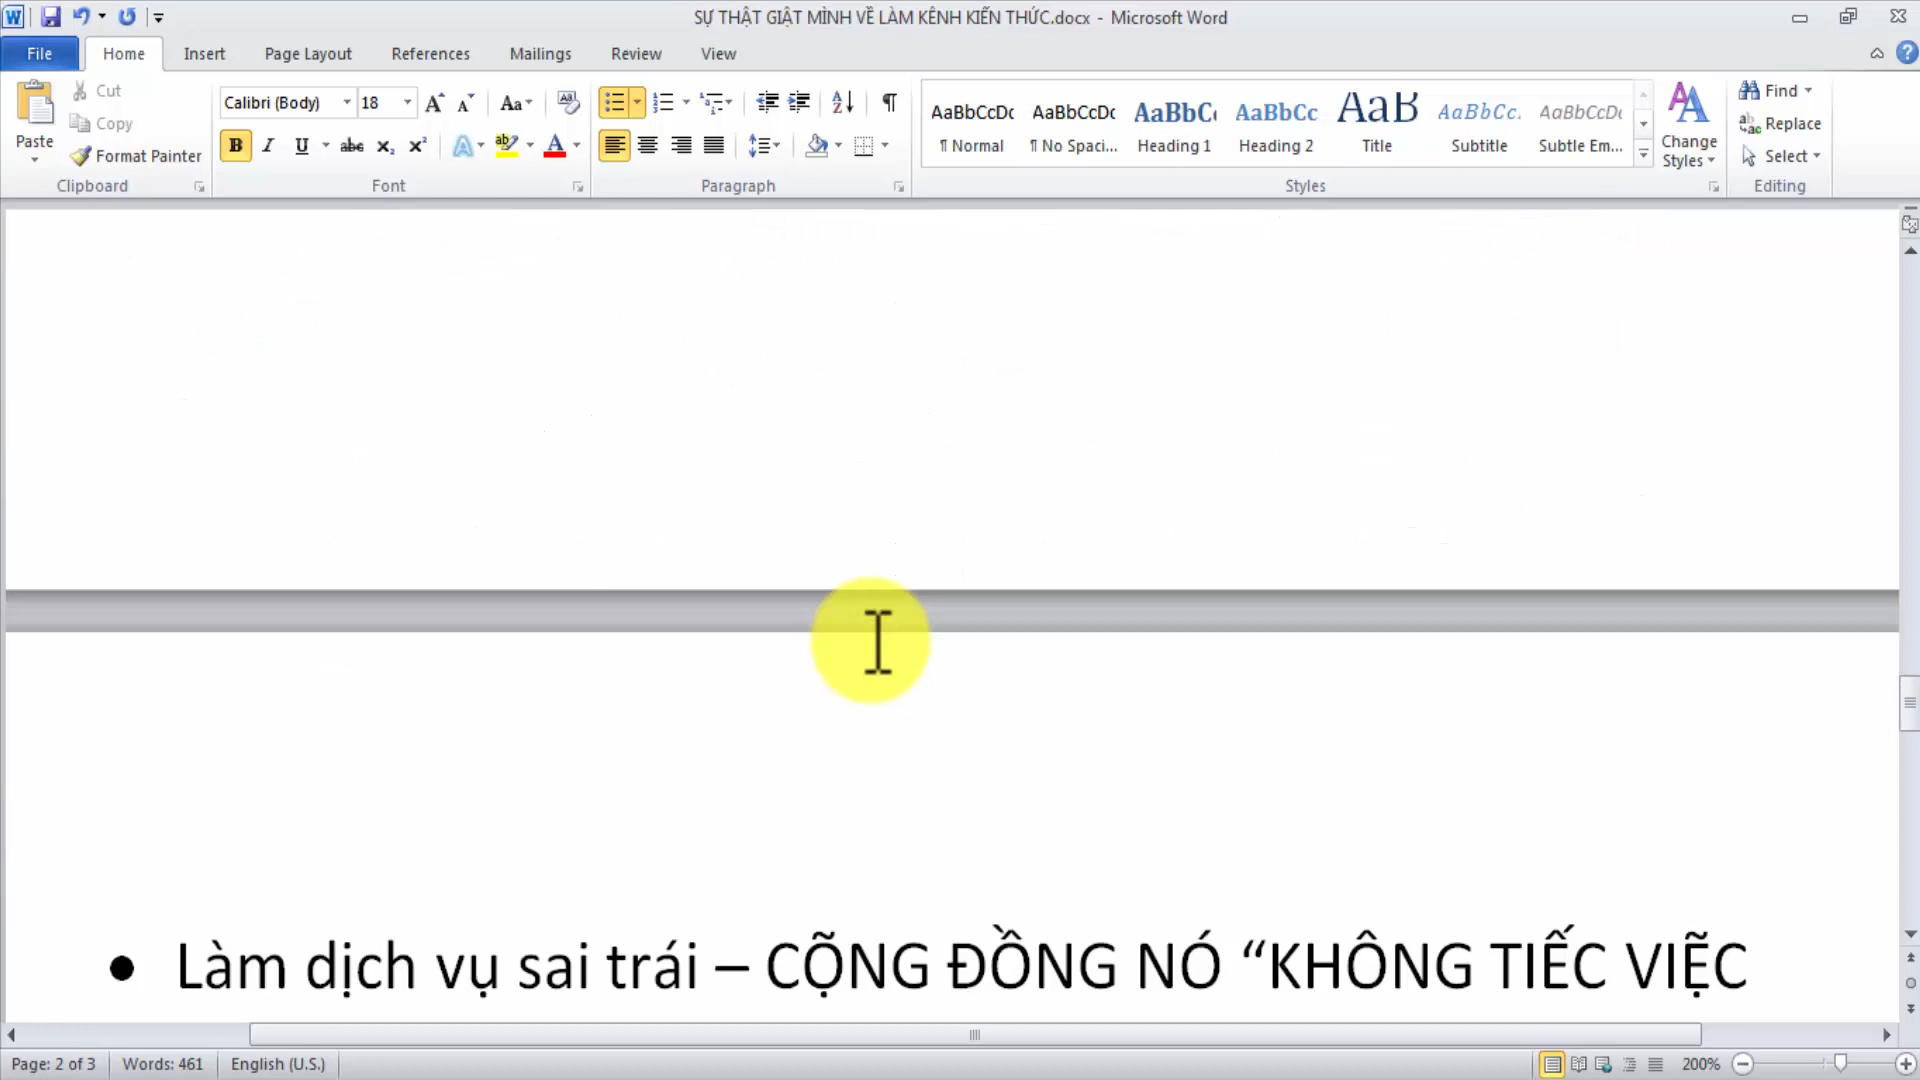 SỰ THẬT GIẬT MÌNH VỀ LÀM KÊNH KIẾN THỨC.docx - Microsoft Word
File Home Insert Page Layout References Mailings Review View
Paste
Cut
Copy
Format Painter
Clipboard
Calibri (Body) 18
Font
Paragraph
AaBbCcDc AaBbCcDc AaBbC AaBbCc AaB AaBbCc. AaBbCcDc
¶ Normal ¶ No Spaci... Heading 1 Heading 2 Title Subtitle Subtle Em...
Styles
Change
Styles
Find
Replace
Select
Editing
• Làm dịch vụ sai trái – CỘNG ĐỒNG NÓ “KHÔNG TIẾC VIỆC
Page: 2 of 3 Words: 461 English (U.S.) 200%